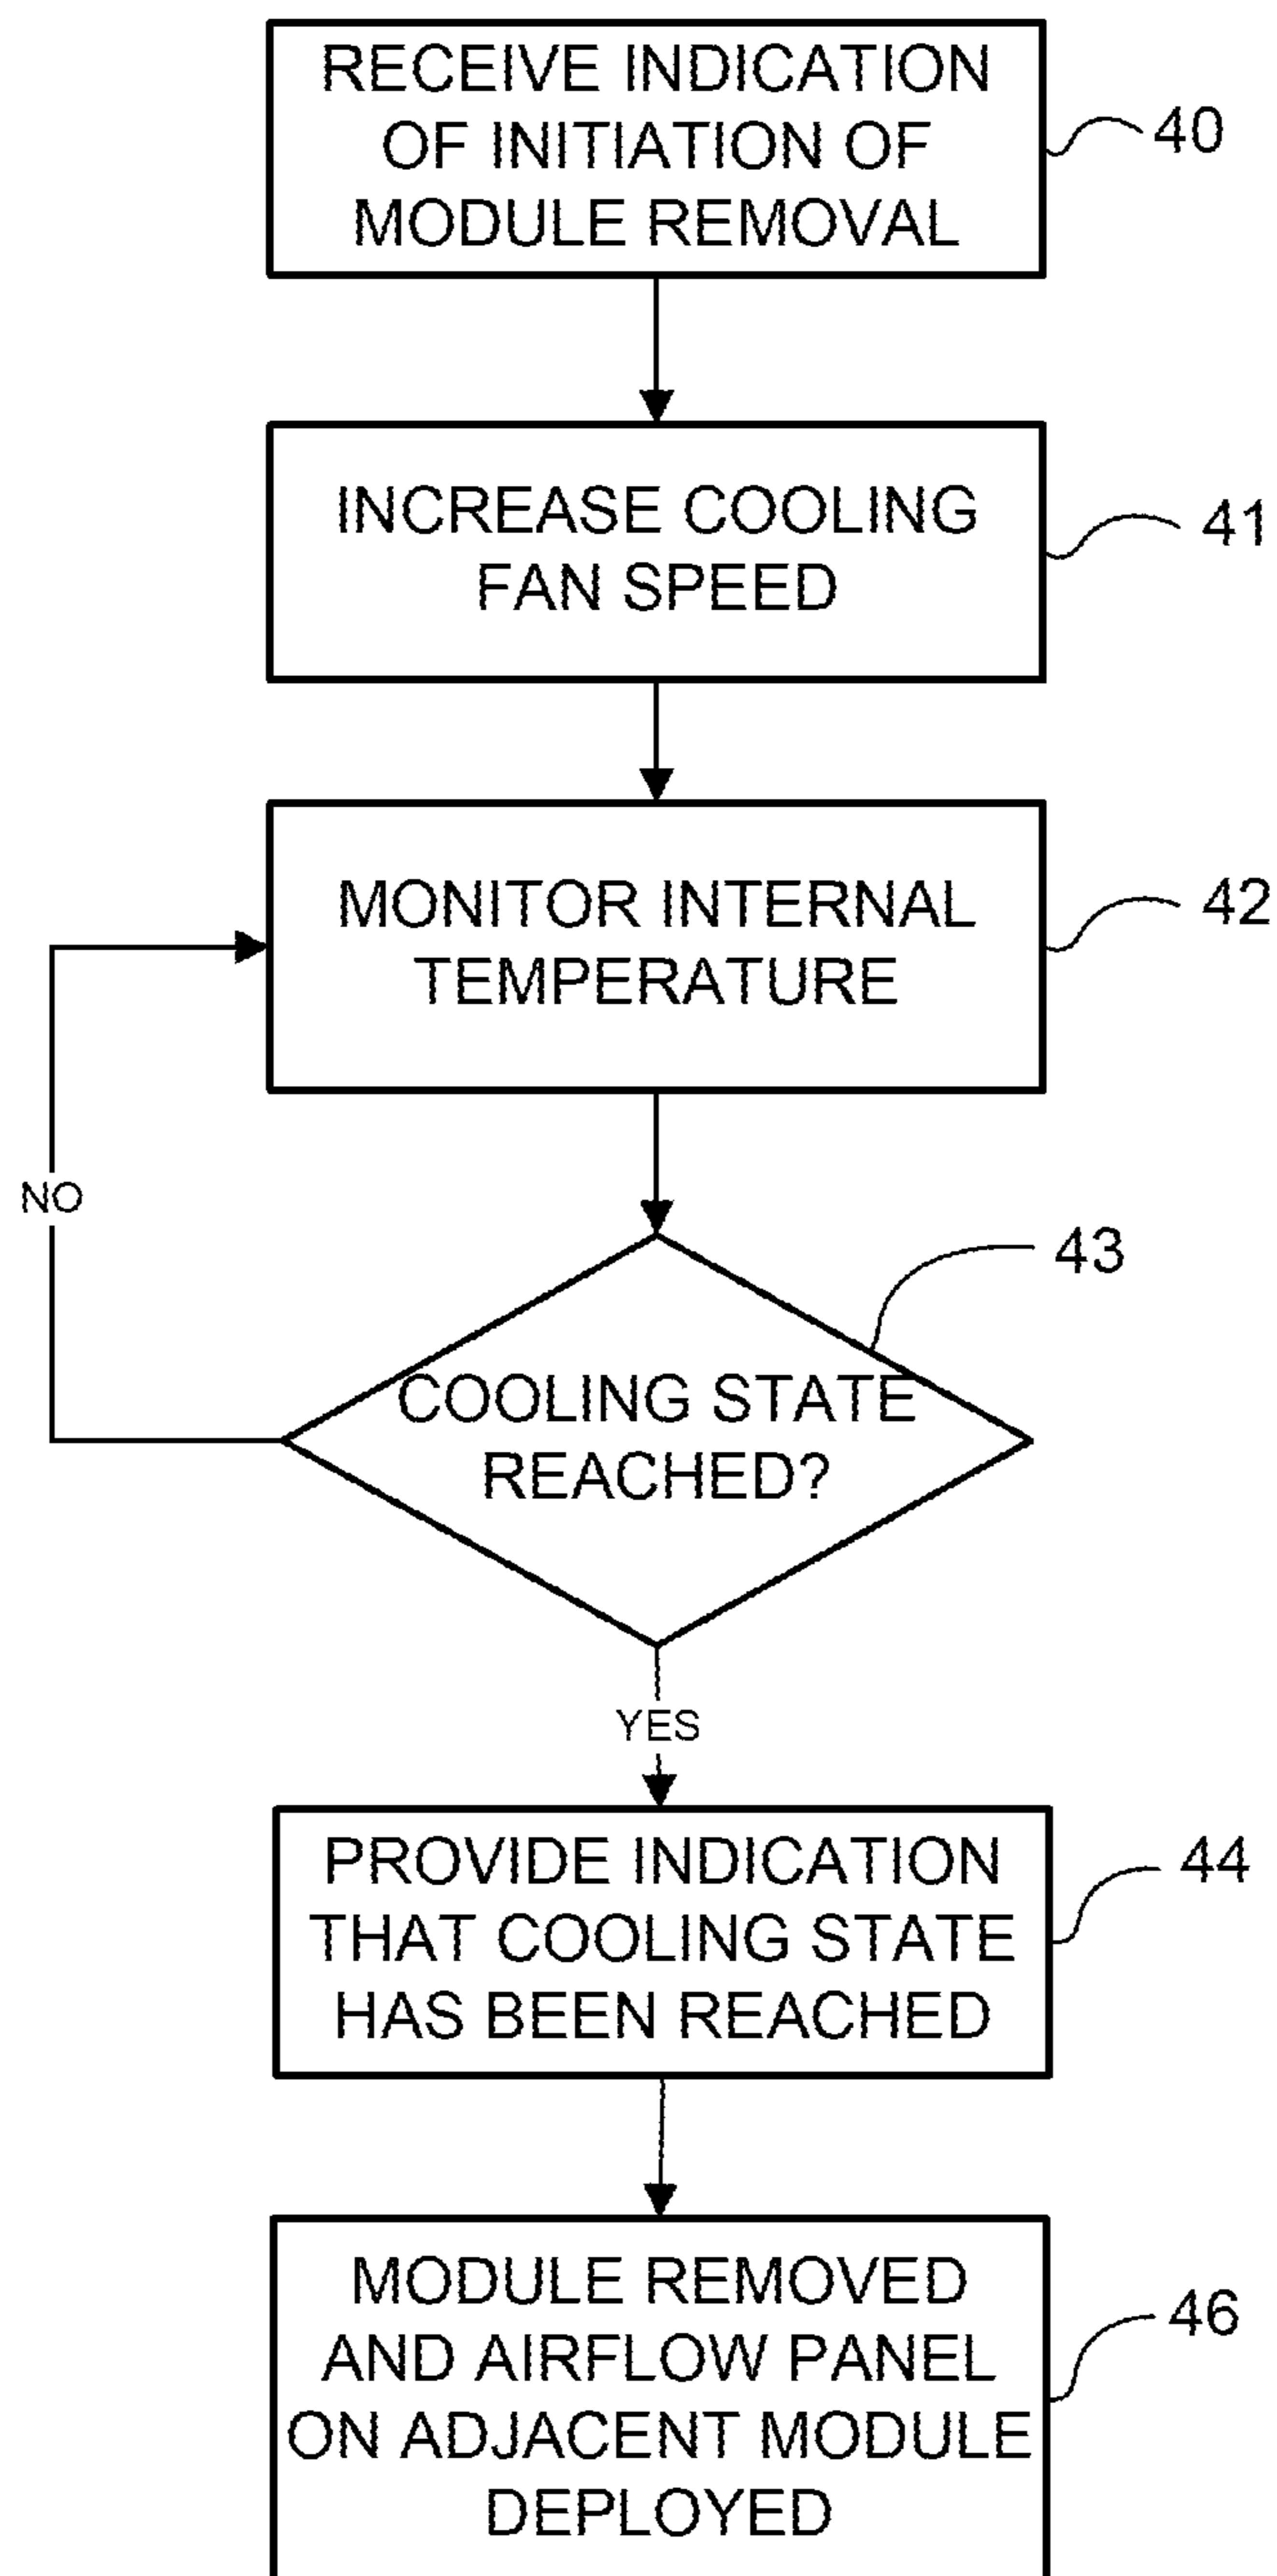 RECEIVE INDICATION
OF INITIATION OF
MODULE REMOVAL
40
INCREASE COOLING
FAN SPEED
41
MONITOR INTERNAL
TEMPERATURE
42
NO
43
COOLING STATE
REACHED?
YES
PROVIDE INDICATION
THAT COOLING STATE
HAS BEEN REACHED
44
MODULE REMOVED
AND AIRFLOW PANEL
ON ADJACENT MODULE
DEPLOYED
46